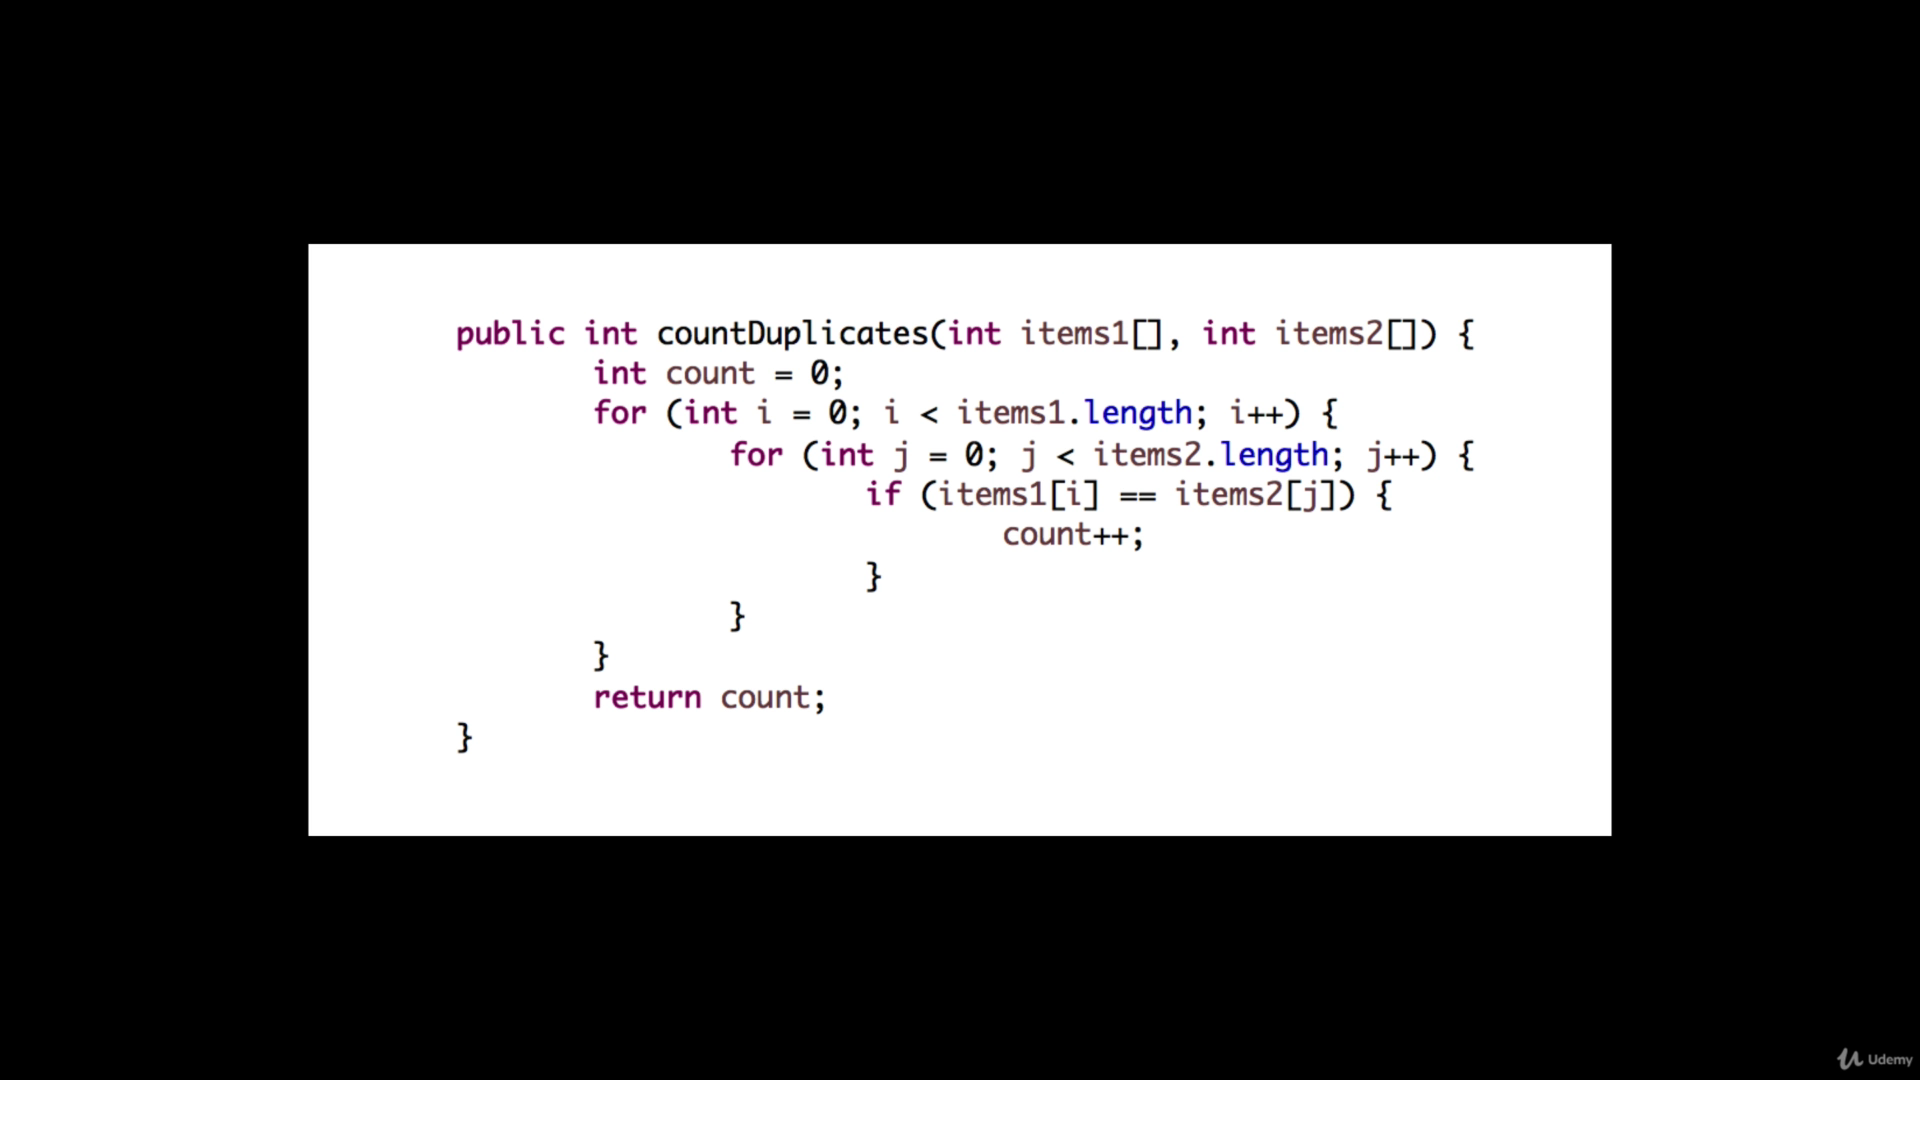 public int countDuplicates(int items1[], int items2[]) {
int count = 0;
for (int i = 0; i < items1.length; i++) {
for (int j = 0; j < items2.length; j++) {
if (items1[i] == items2[j]) {
count++;
}
}
}
return count;
}
Udemy